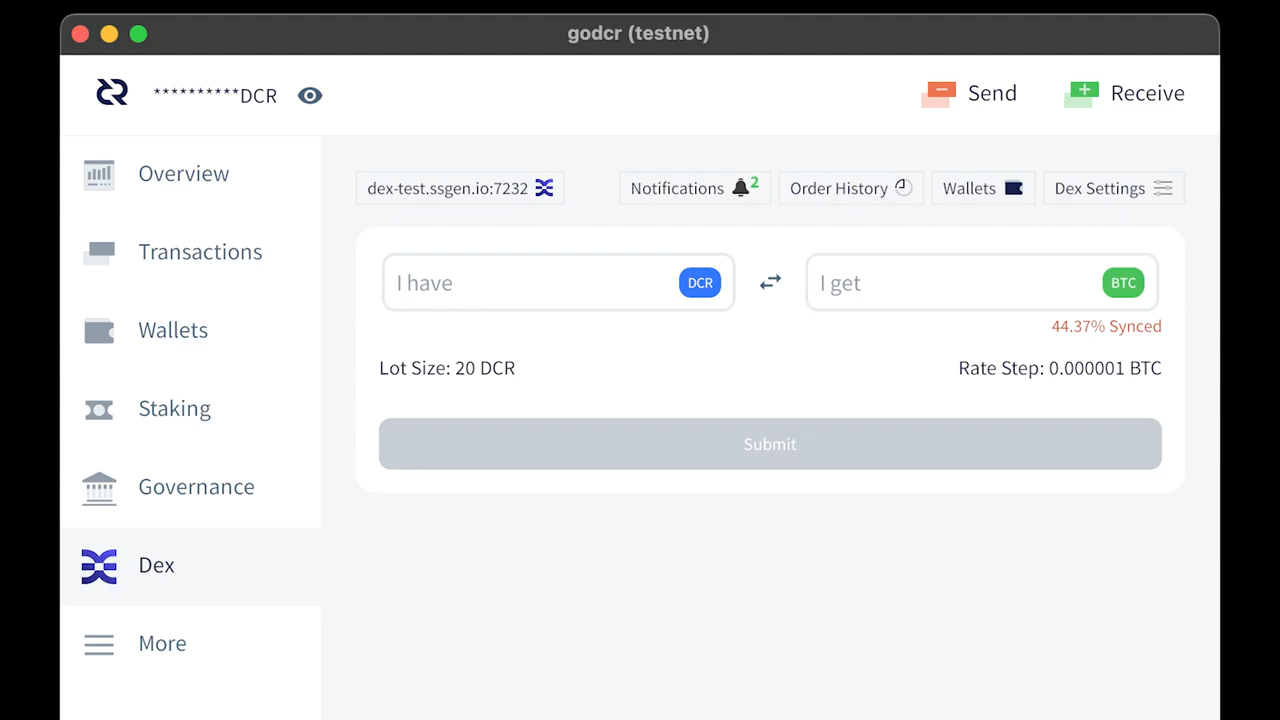 godcr (testnet)
**********DCR
Send
Receive
Overview
Transactions
Wallets
Staking
Governance
Dex
More
dex-test.ssgen.io:7232
Notifications 2
Order History
Wallets
Dex Settings
I have DCR
I get BTC
44.37% Synced
Lot Size: 20 DCR
Rate Step: 0.000001 BTC
Submit